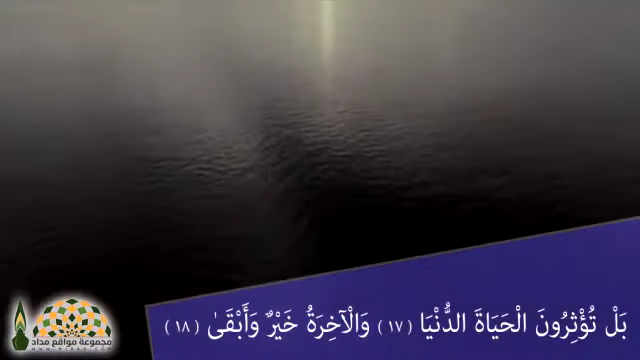 بَلْ تُؤْثِرُونَ الْحَيَاةَ الدُّنْيَا (١٧) وَالْآخِرَةُ خَيْرٌ وَأَبْقَىٰ (١٨)
مجموعة مواقع مداد